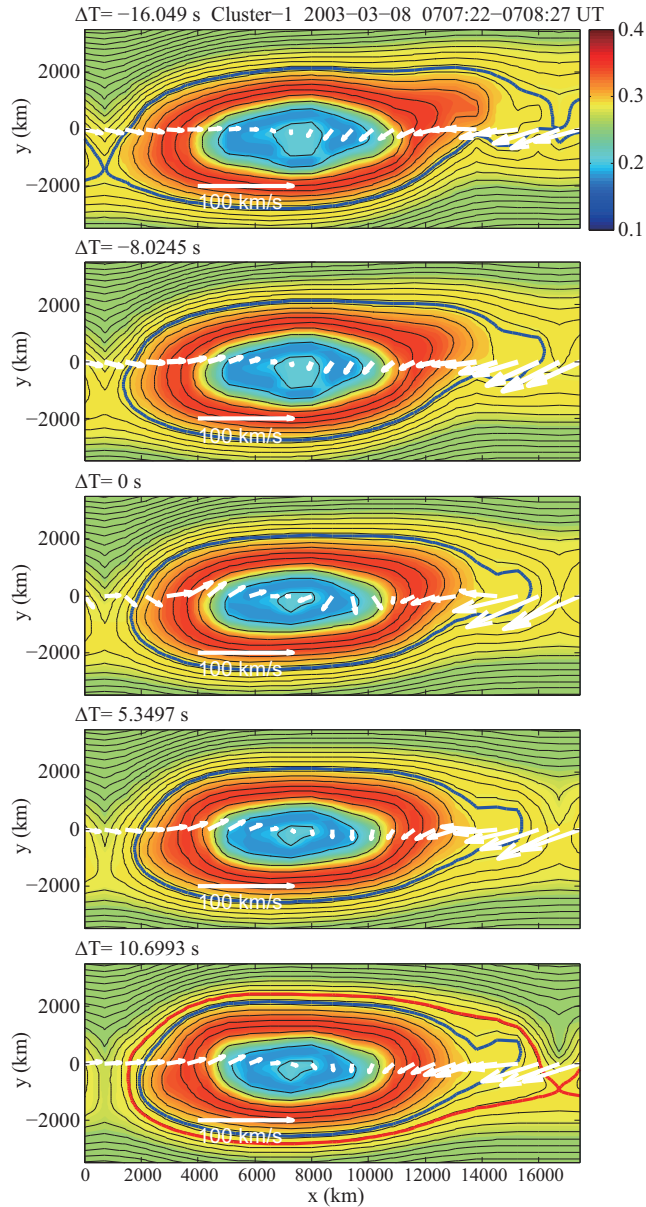 ΔT= −16.049 s Cluster−1 2003−03−08 0707:22−0708:27 UT
2000
0
−2000
y (km)
100 km/s
0.4
0.3
0.2
0.1
ΔT= −8.0245 s
2000
0
−2000
y (km)
100 km/s
ΔT= 0 s
2000
0
−2000
y (km)
100 km/s
ΔT= 5.3497 s
2000
0
−2000
y (km)
100 km/s
ΔT= 10.6993 s
2000
0
−2000
y (km)
100 km/s
0 2000 4000 6000 8000 10000 12000 14000 16000
x (km)